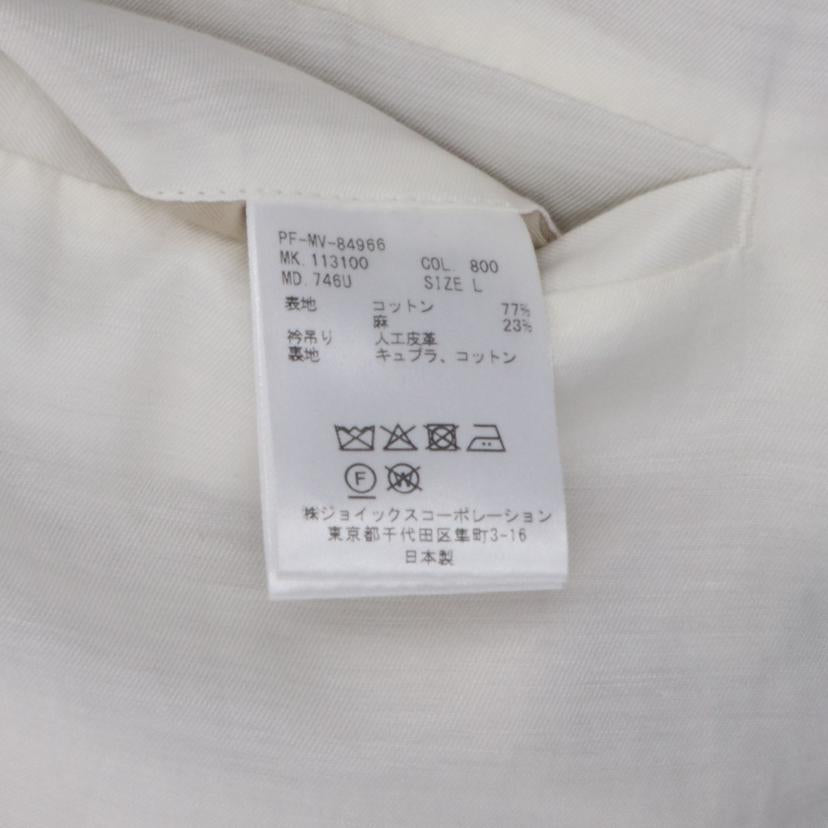 PF-MV-84966
MK.113100 COL. 800
MD.746U SIZE L
表地 コットン 77%
麻 23%
衿吊り 人工皮革
裏地 キュプラ、コットン
F
W
㈱ジョイックスコーポレーション
東京都千代田区隼町3-16
日本製